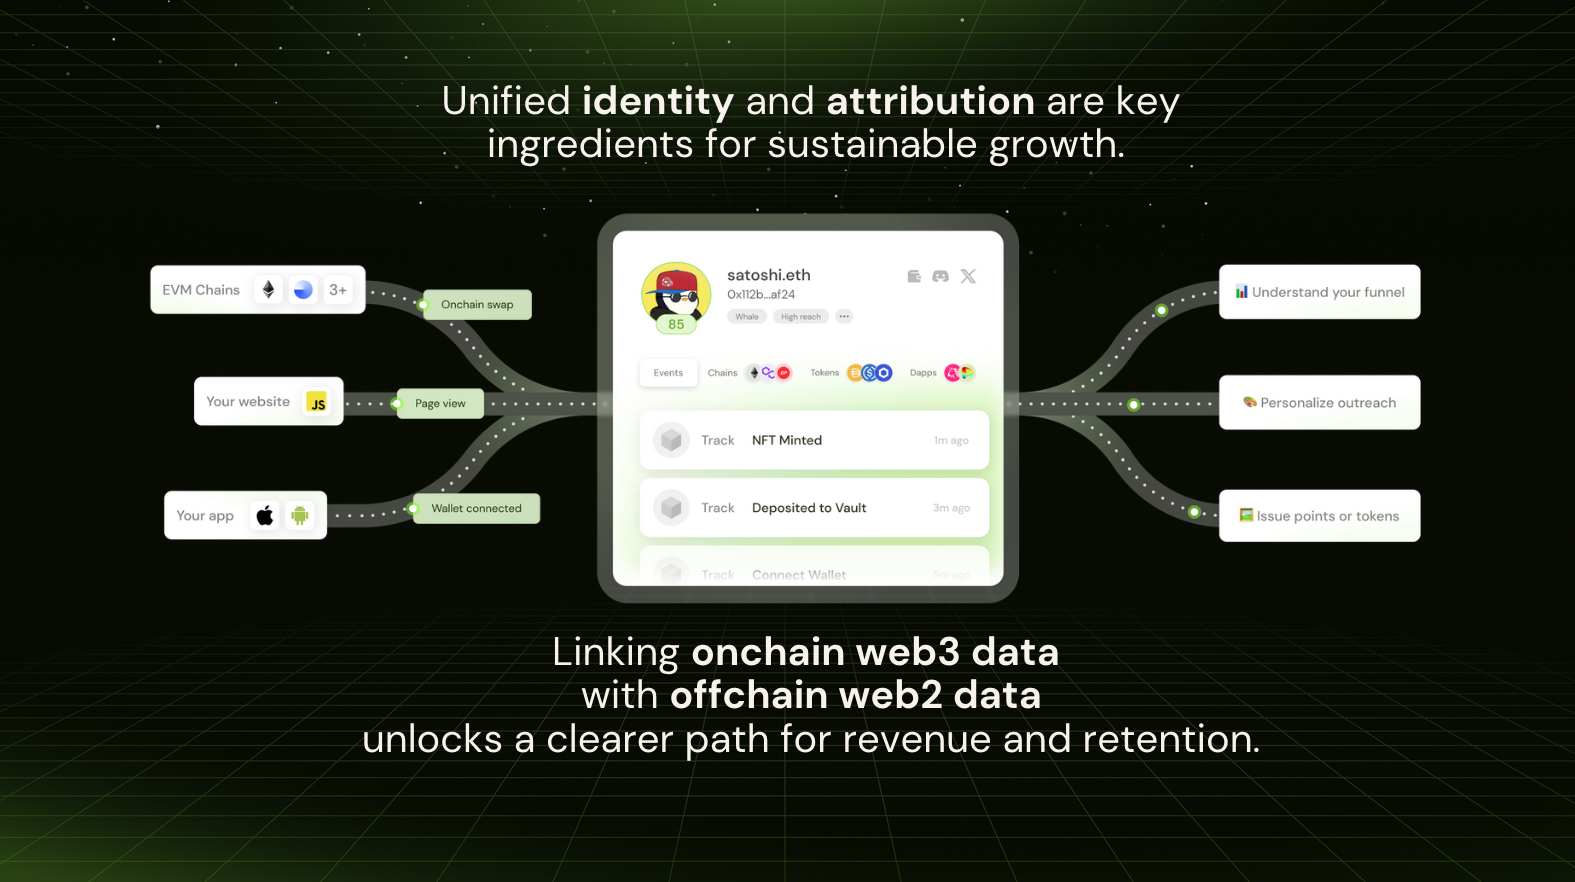 Unified identity and attribution are key
ingredients for sustainable growth.
EVM Chains 3+
Onchain swap
Your website JS
Page view
Your app
Wallet connected
satoshi.eth
0x112b...af24
Whale High reach •••
85
Events Chains OP Tokens Dapps
Track NFT Minted 1m ago
Track Deposited to Vault 3m ago
Track Connect Wallet 5m ago
Understand your funnel
Personalize outreach
Issue points or tokens
Linking onchain web3 data
with offchain web2 data
unlocks a clearer path for revenue and retention.